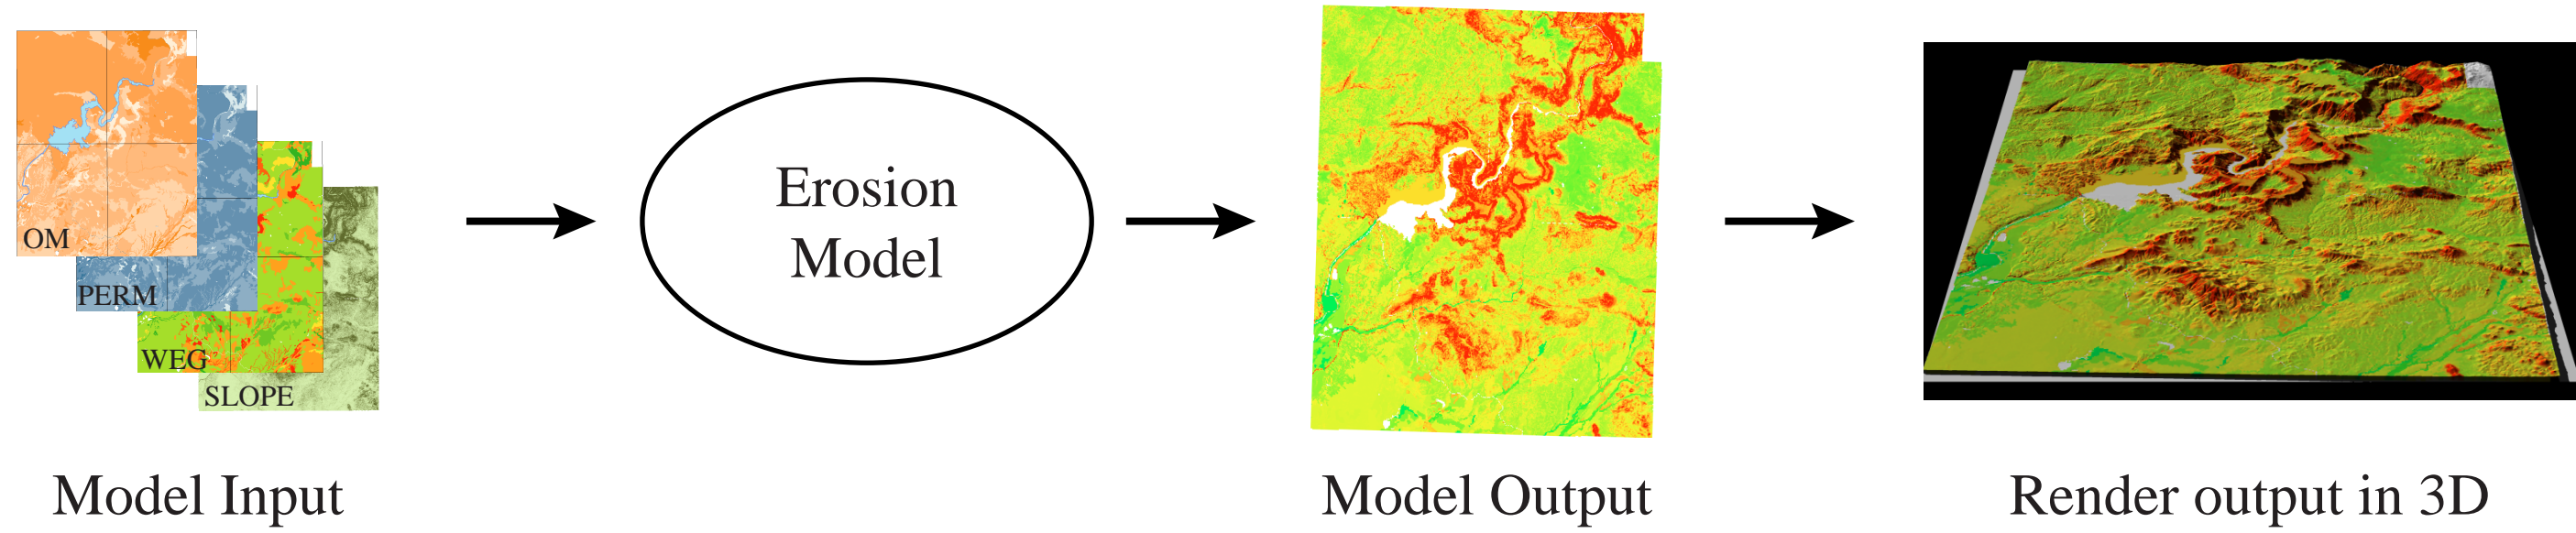 OM
PERM
WEG
SLOPE
Model Input
Erosion
Model
Model Output
Render output in 3D